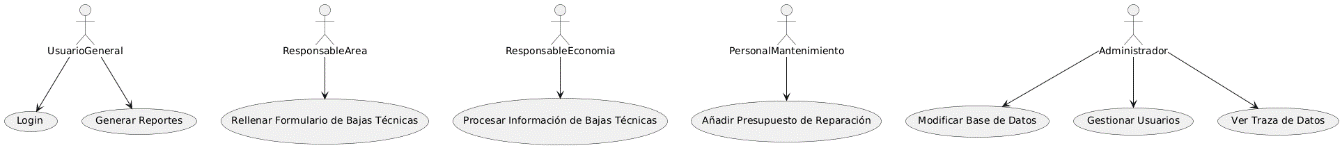 UsuarioGeneral
ResponsableArea
ResponsableEconomia
PersonalMantenimiento
Administrador
Login
Generar Reportes
Rellenar Formulario de Bajas Técnicas
Procesar Información de Bajas Técnicas
Añadir Presupuesto de Reparación
Modificar Base de Datos
Gestionar Usuarios
Ver Traza de Datos